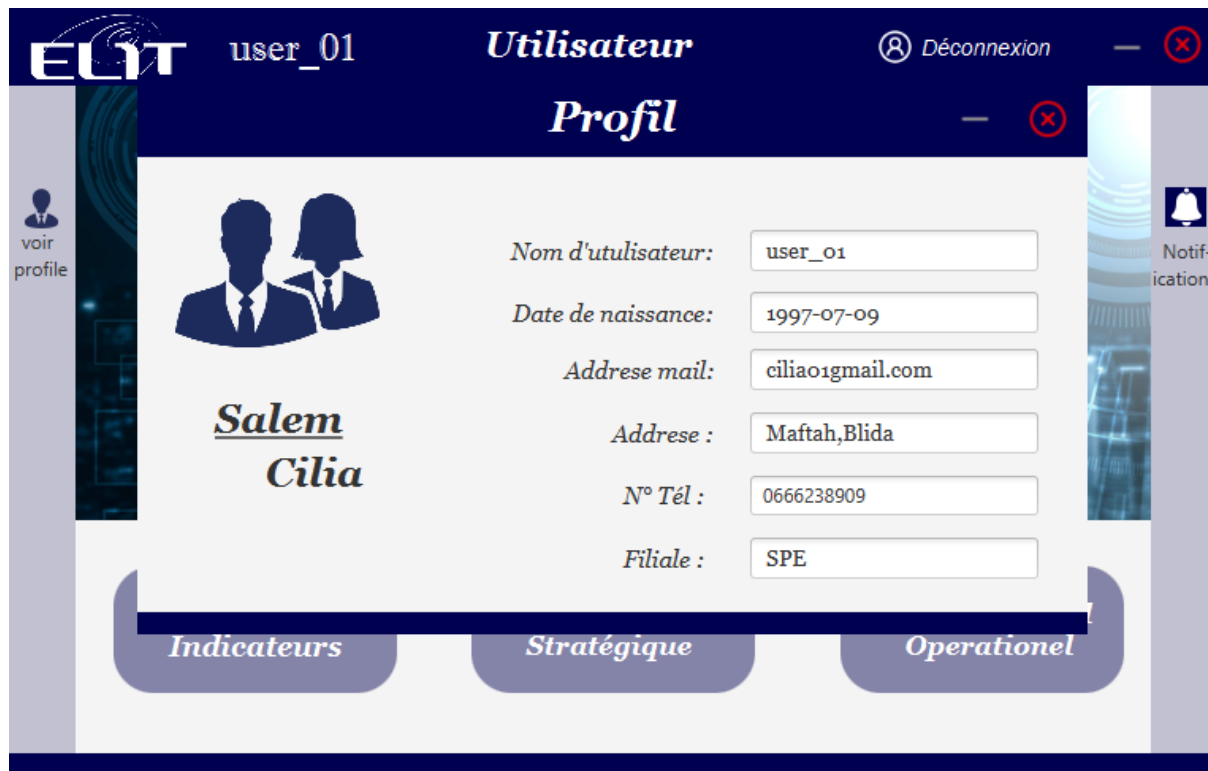 ELIT user_01 Utilisateur Déconnexion
Profil
voir
profile
Notif-
ication
Nom d'utulisateur: user_01
Date de naissance: 1997-07-09
Addrese mail: cilia01gmail.com
Addrese : Maftah,Blida
N° Tél : 0666238909
Filiale : SPE
Salem
Cilia
Indicateurs Stratégique Operationel